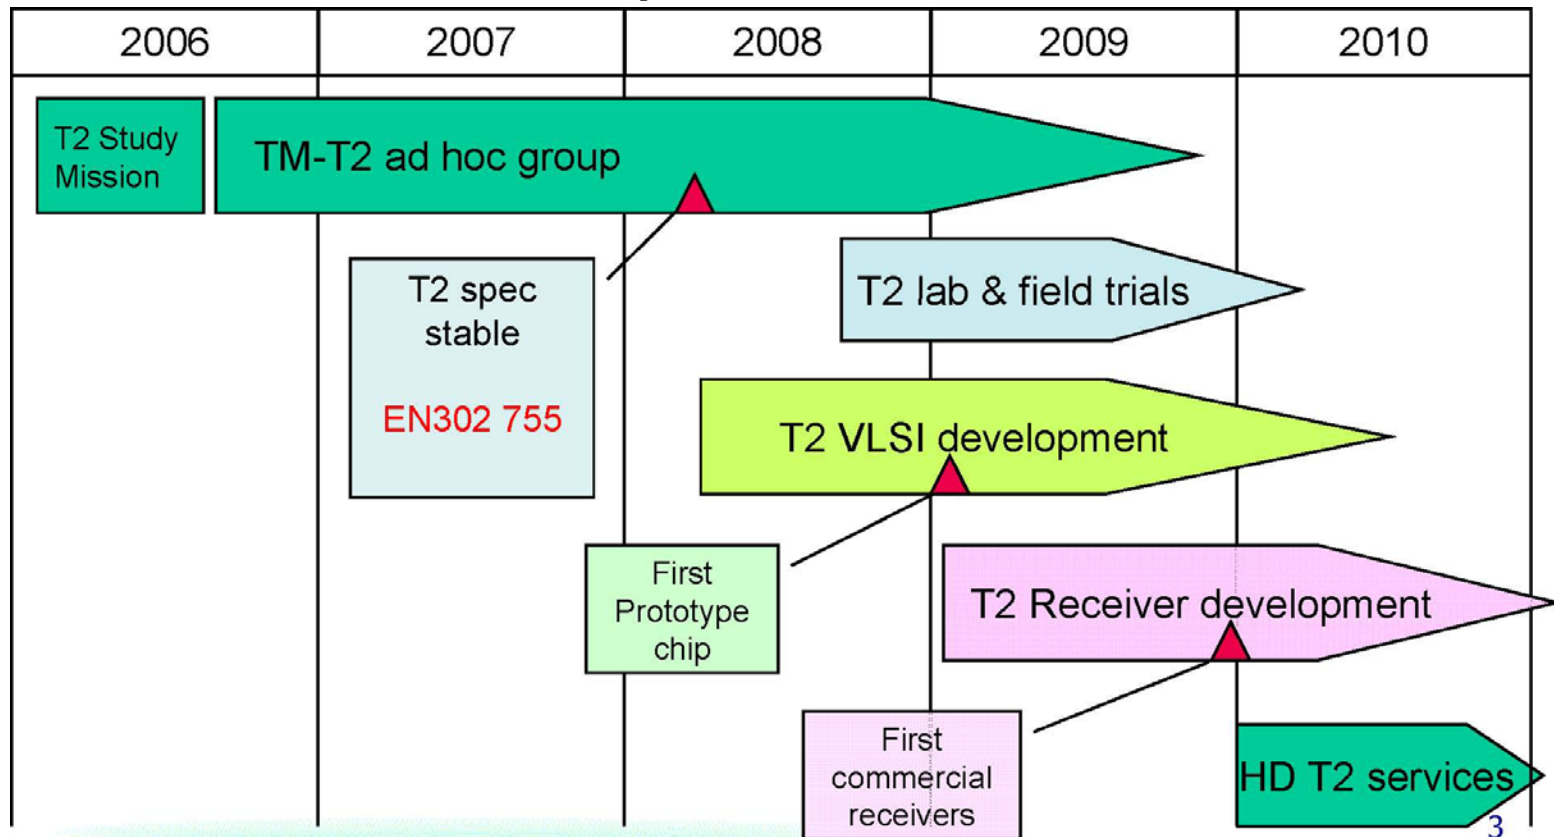 2006
2007
2008
2009
2010
T2 Study
Mission
TM-T2 ad hoc group
T2 spec
stable
EN302 755
T2 lab & field trials
T2 VLSI development
First
Prototype
chip
T2 Receiver development
First
commercial
receivers
HD T2 services
3